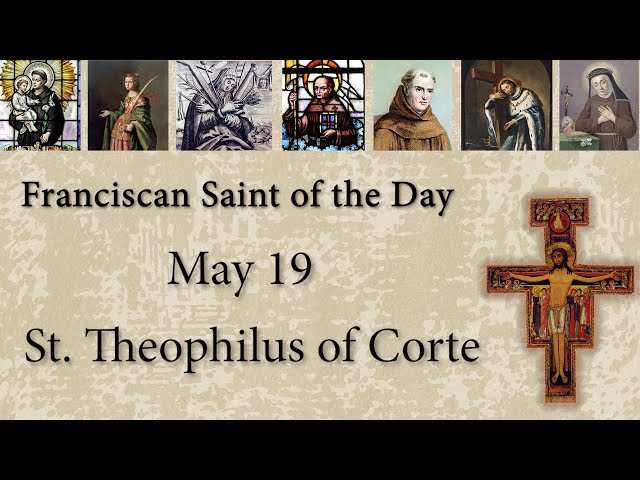 Franciscan Saint of the Day
May 19
St. Theophilus of Corte